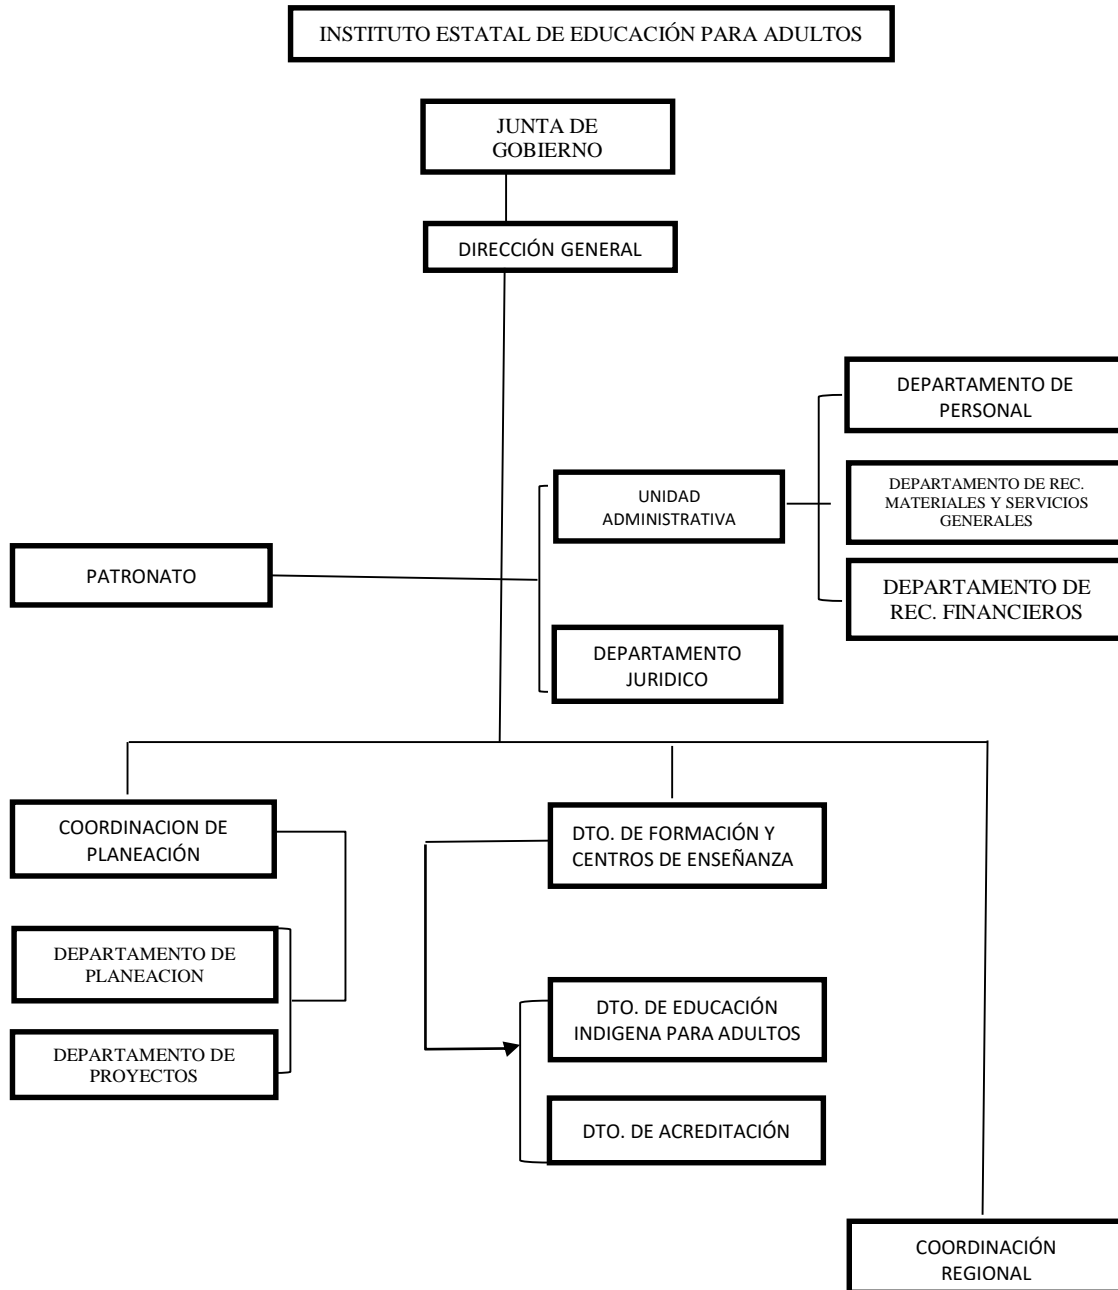 INSTITUTO ESTATAL DE EDUCACIÓN PARA ADULTOS
JUNTA DE
GOBIERNO
DIRECCIÓN GENERAL
DEPARTAMENTO DE
PERSONAL
UNIDAD
ADMINISTRATIVA
DEPARTAMENTO DE REC.
MATERIALES Y SERVICIOS
GENERALES
PATRONATO
DEPARTAMENTO DE
REC. FINANCIEROS
DEPARTAMENTO
JURIDICO
COORDINACION DE
PLANEACIÓN
DTO. DE FORMACIÓN Y
CENTROS DE ENSEÑANZA
DEPARTAMENTO DE
PLANEACION
DTO. DE EDUCACIÓN
INDIGENA PARA ADULTOS
DEPARTAMENTO DE
PROYECTOS
DTO. DE ACREDITACIÓN
COORDINACIÓN
REGIONAL